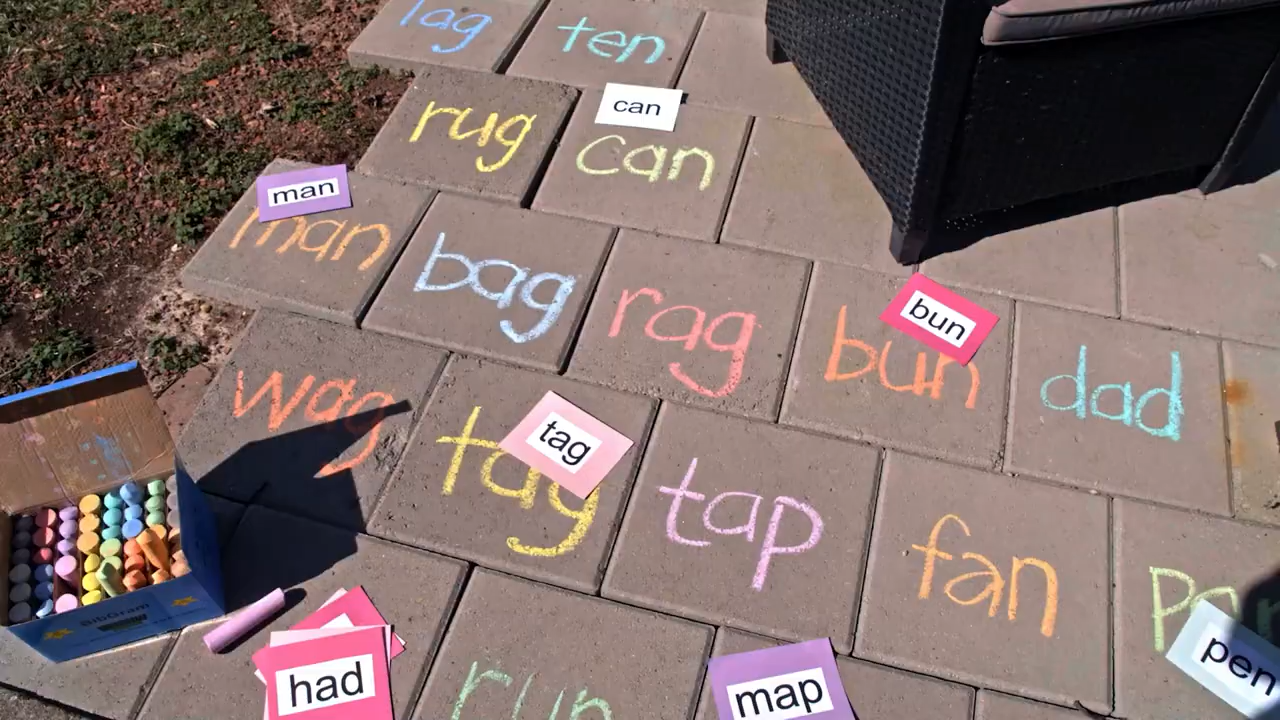 lag ten
can
rug can
man
man bag rag bun bun dad
wag tag tag tap fan
pen
had run map